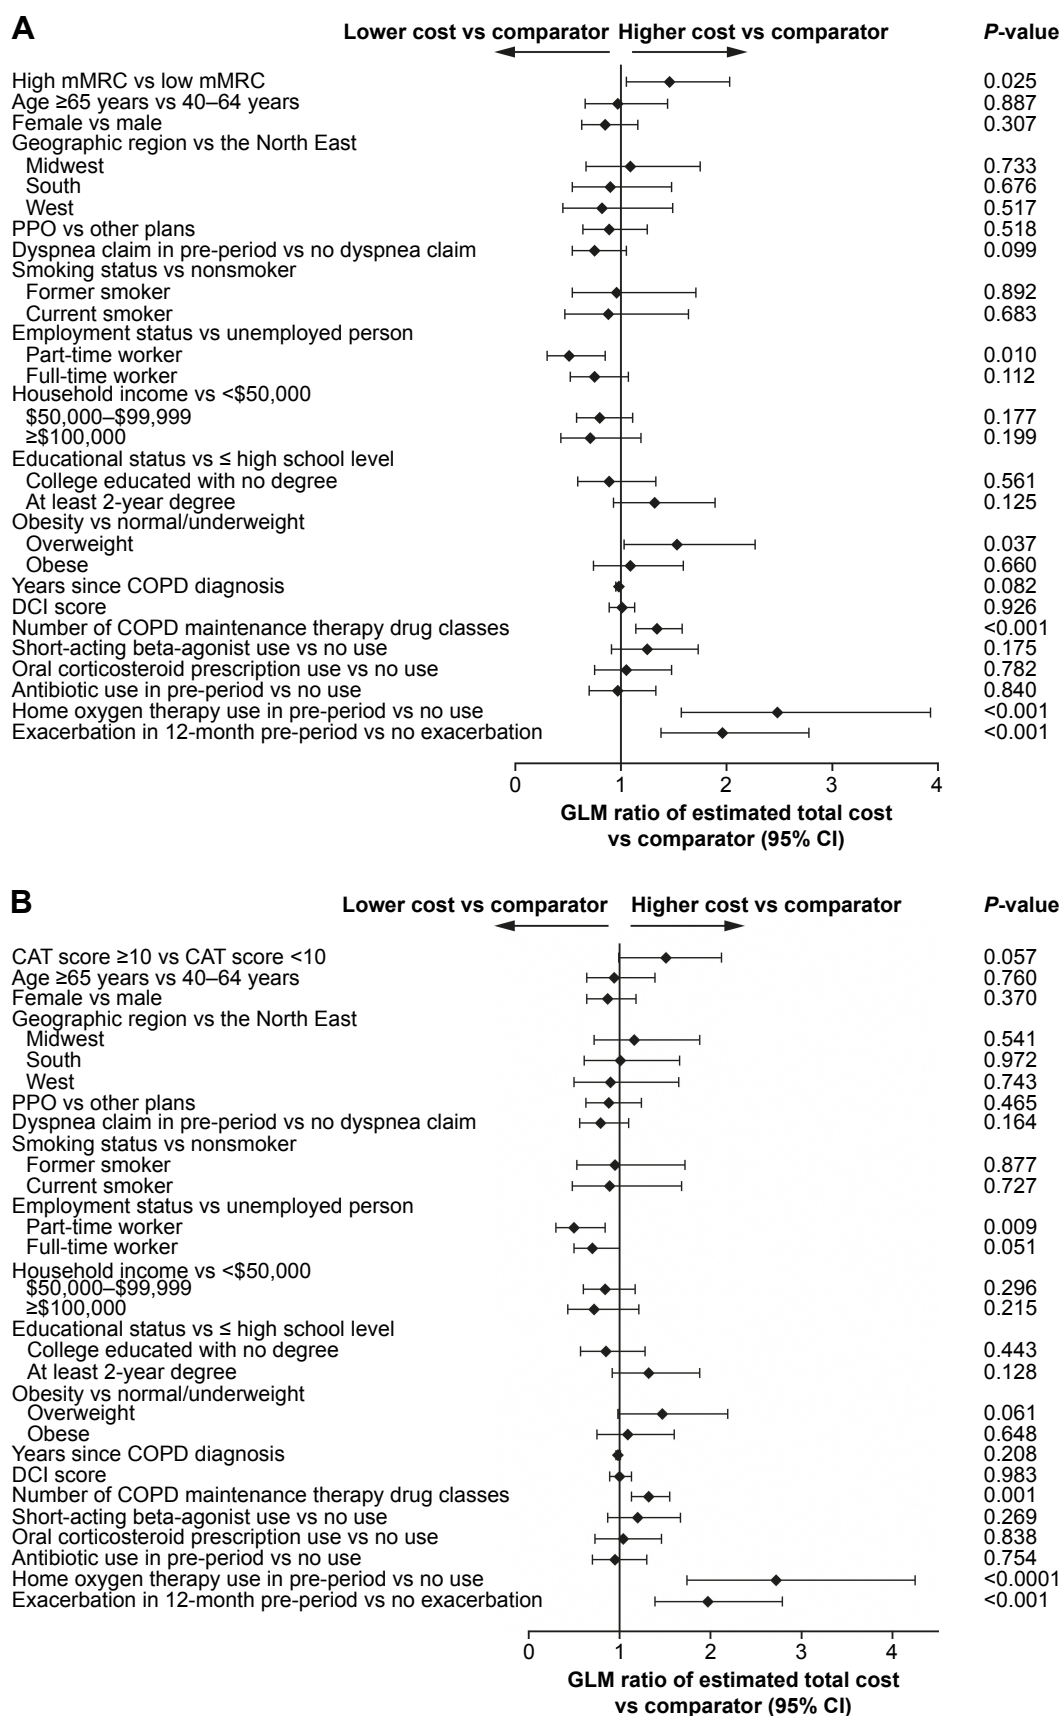 A
Lower cost vs comparator Higher cost vs comparator P-value
High mMRC vs low mMRC 0.025
Age ≥65 years vs 40–64 years 0.887
Female vs male 0.307
Geographic region vs the North East
Midwest 0.733
South 0.676
West 0.517
PPO vs other plans 0.518
Dyspnea claim in pre-period vs no dyspnea claim 0.099
Smoking status vs nonsmoker
Former smoker 0.892
Current smoker 0.683
Employment status vs unemployed person
Part-time worker 0.010
Full-time worker 0.112
Household income vs <$50,000
$50,000–$99,999 0.177
≥$100,000 0.199
Educational status vs ≤ high school level
College educated with no degree 0.561
At least 2-year degree 0.125
Obesity vs normal/underweight
Overweight 0.037
Obese 0.660
Years since COPD diagnosis 0.082
DCI score 0.926
Number of COPD maintenance therapy drug classes <0.001
Short-acting beta-agonist use vs no use 0.175
Oral corticosteroid prescription use vs no use 0.782
Antibiotic use in pre-period vs no use 0.840
Home oxygen therapy use in pre-period vs no use <0.001
Exacerbation in 12-month pre-period vs no exacerbation <0.001
0 1 2 3 4
GLM ratio of estimated total cost
vs comparator (95% CI)
B
Lower cost vs comparator Higher cost vs comparator P-value
CAT score ≥10 vs CAT score <10 0.057
Age ≥65 years vs 40–64 years 0.760
Female vs male 0.370
Geographic region vs the North East
Midwest 0.541
South 0.972
West 0.743
PPO vs other plans 0.465
Dyspnea claim in pre-period vs no dyspnea claim 0.164
Smoking status vs nonsmoker
Former smoker 0.877
Current smoker 0.727
Employment status vs unemployed person
Part-time worker 0.009
Full-time worker 0.051
Household income vs <$50,000
$50,000–$99,999 0.296
≥$100,000 0.215
Educational status vs ≤ high school level
College educated with no degree 0.443
At least 2-year degree 0.128
Obesity vs normal/underweight
Overweight 0.061
Obese 0.648
Years since COPD diagnosis 0.208
DCI score 0.983
Number of COPD maintenance therapy drug classes 0.001
Short-acting beta-agonist use vs no use 0.269
Oral corticosteroid prescription use vs no use 0.838
Antibiotic use in pre-period vs no use 0.754
Home oxygen therapy use in pre-period vs no use <0.0001
Exacerbation in 12-month pre-period vs no exacerbation <0.001
0 1 2 3 4
GLM ratio of estimated total cost
vs comparator (95% CI)